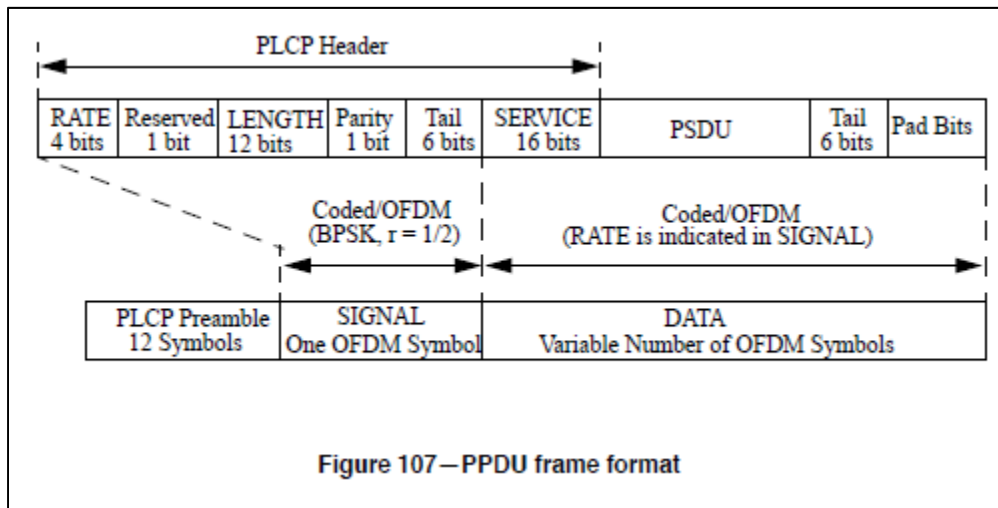 PLCP Header
RATE Reserved LENGTH Parity Tail SERVICE PSDU Tail Pad Bits
4 bits 1 bit 12 bits 1 bit 6 bits 16 bits 6 bits
Coded/OFDM
(BPSK, r = 1/2)
Coded/OFDM
(RATE is indicated in SIGNAL)
PLCP Preamble
12 Symbols
SIGNAL
One OFDM Symbol
DATA
Variable Number of OFDM Symbols
Figure 107—PPDU frame format